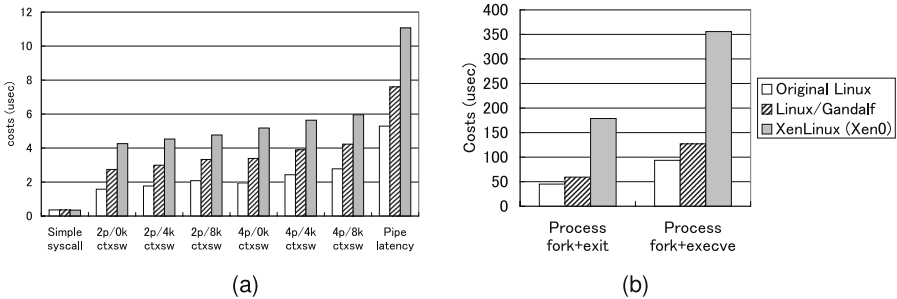 costs (usec)
12
10
8
6
4
2
0
Simple
syscall
2p/0k
ctxsw
2p/4k
ctxsw
2p/8k
ctxsw
4p/0k
ctxsw
4p/4k
ctxsw
4p/8k
ctxsw
Pipe
latency
(a)
Costs (usec)
400
350
300
250
200
150
100
50
0
Process
fork+exit
Process
fork+execve
(b)
Original Linux
Linux/Gandalf
XenLinux (Xen0)